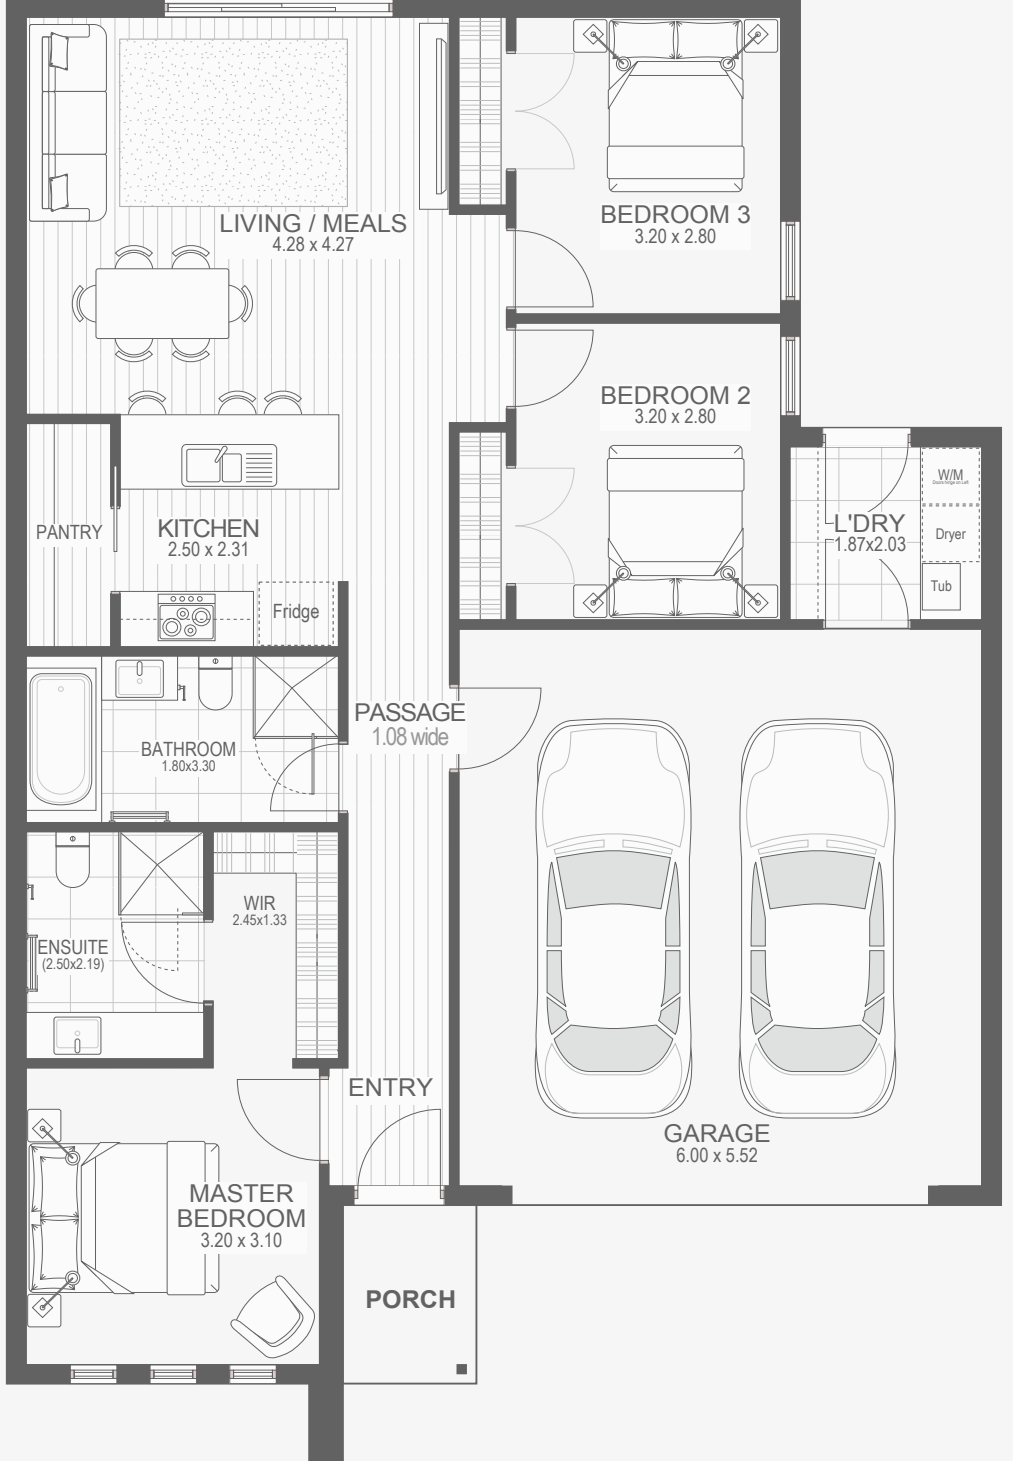 BEDROOM 3
3.20 x 2.80
LIVING / MEALS
4.28 x 4.27
BEDROOM 2
3.20 x 2.80
W/M
L'DRY
1.87x2.03
Dryer
Tub
PANTRY
KITCHEN
2.50 x 2.31
Fridge
PASSAGE
1.08 wide
BATHROOM
1.80x3.30
WIR
2.45x1.33
ENSUITE
(2.50x2.19)
ENTRY
GARAGE
6.00 x 5.52
MASTER
BEDROOM
3.20 x 3.10
PORCH